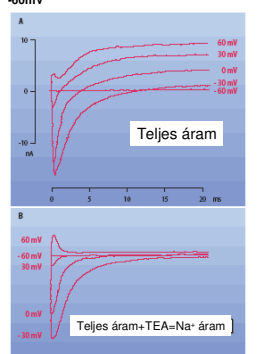 -60mV
A
10
60 mV
30 mV
0 mV
- 30 mV
- 60 mV
Teljes áram
-10
nA
0 5 10 15 20 ms
B
60 mV
- 60 mV
30 mV
0 mV
- 30 mV
Teljes áram+TEA=Na+ áram